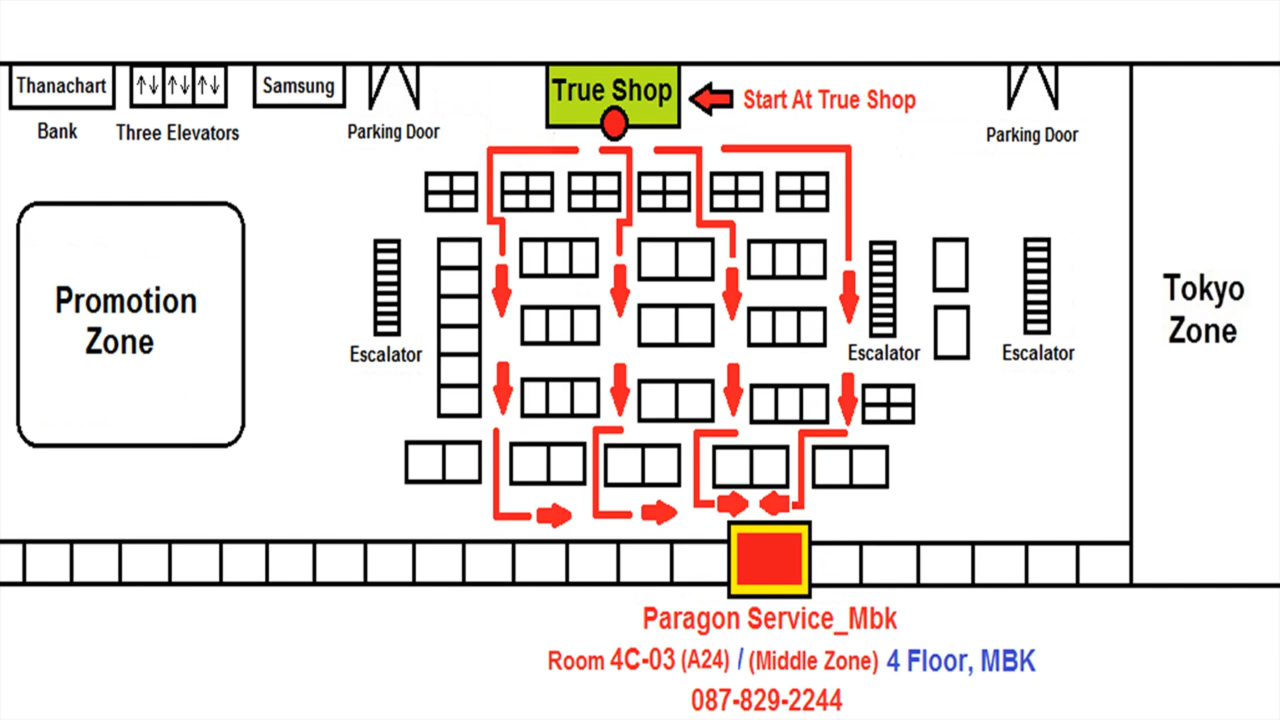 Thanachart
Bank
Three Elevators
Samsung
Parking Door
True Shop
Start At True Shop
Parking Door
Promotion
Zone
Escalator
Escalator
Escalator
Tokyo
Zone
Paragon Service_Mbk
Room 4C-03 (A24) / (Middle Zone) 4 Floor, MBK
087-829-2244